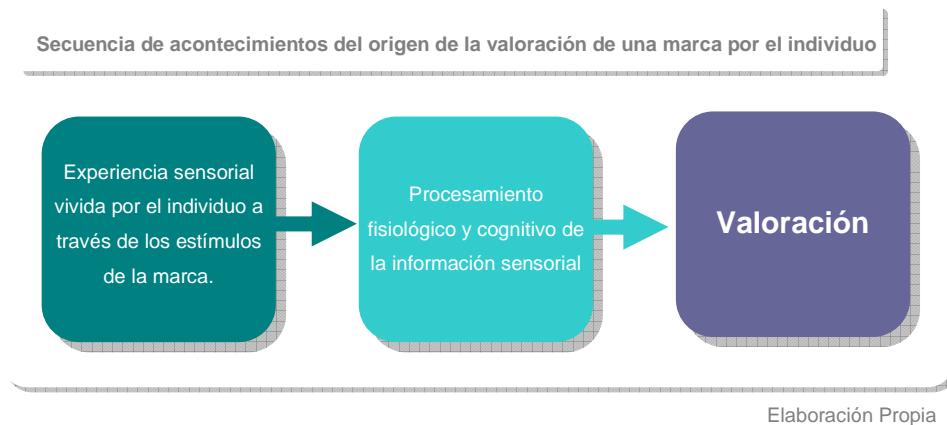 Secuencia de acontecimientos del origen de la valoración de una marca por el individuo
Experiencia sensorial
vivida por el individuo a
través de los estímulos
de la marca.
Procesamiento
fisiológico y cognitivo de
la información sensorial
Valoración
Elaboración Propia